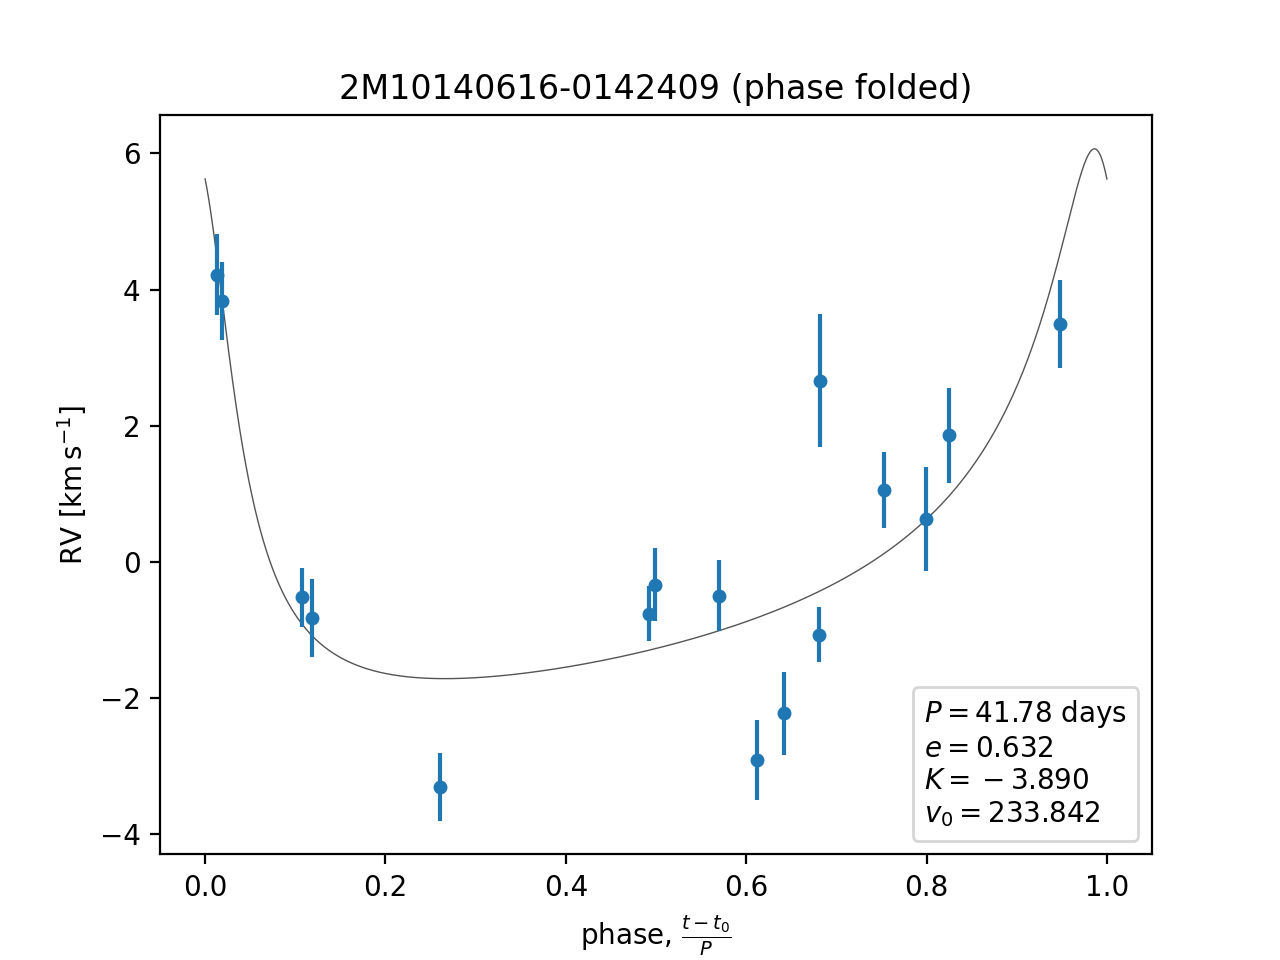 2M10140616-0142409 (phase folded)
6
4
2
0
−2
−4
RV [km s⁻¹]
P = 41.78 days
e = 0.632
K = −3.890
v₀ = 233.842
0.0 0.2 0.4 0.6 0.8 1.0
phase, (t − t₀)/P